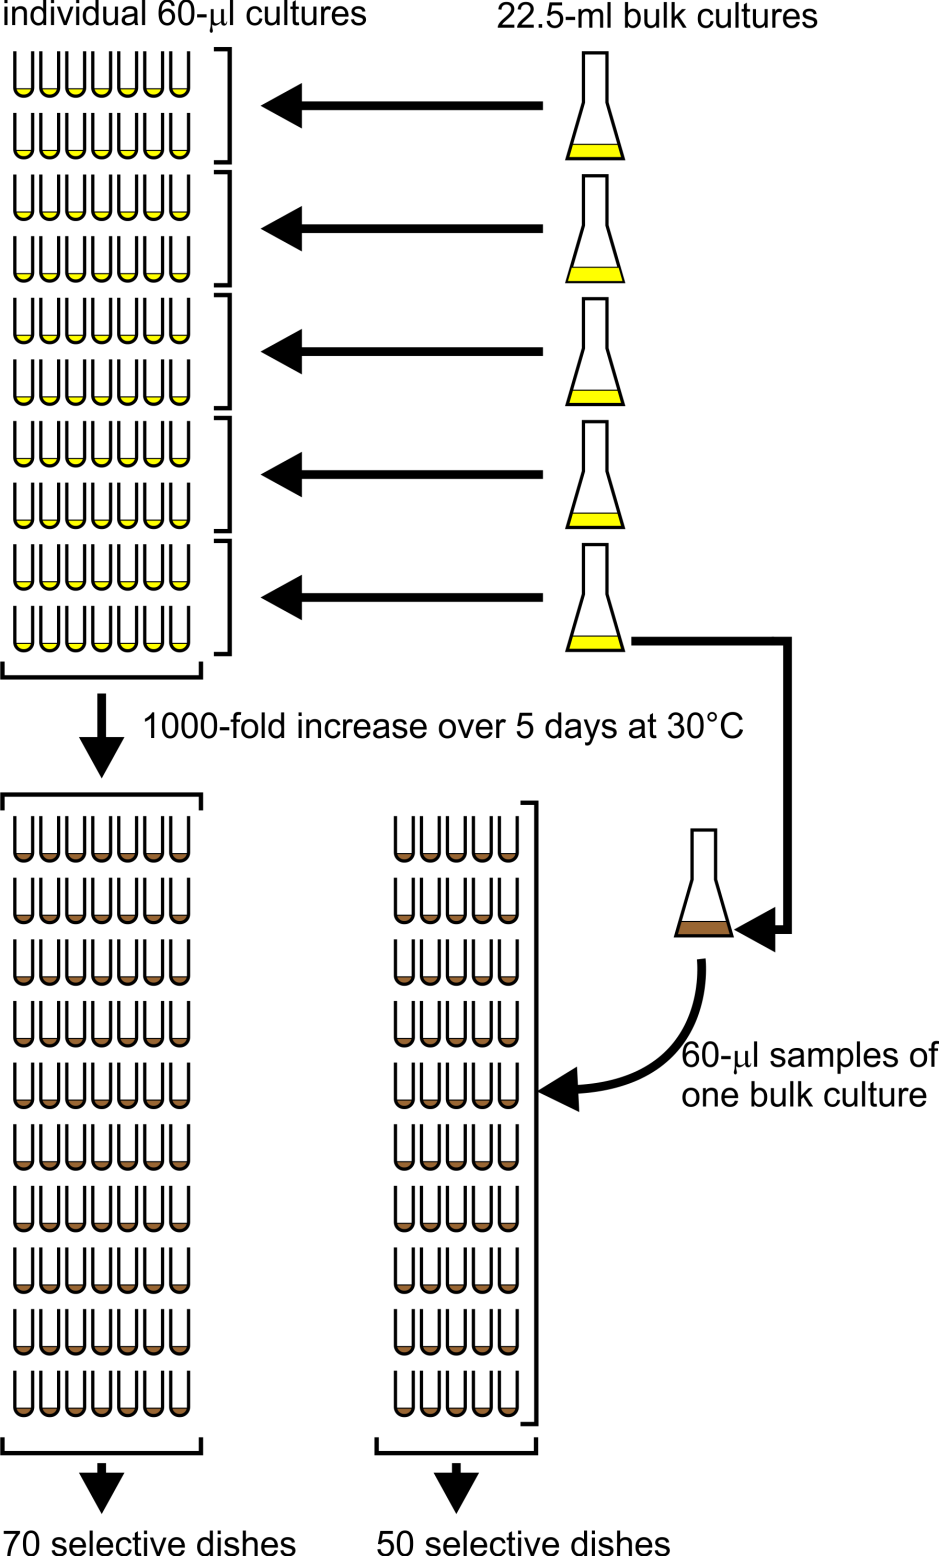 individual 60-μl cultures
22.5-ml bulk cultures
1000-fold increase over 5 days at 30°C
60-μl samples of
one bulk culture
70 selective dishes
50 selective dishes